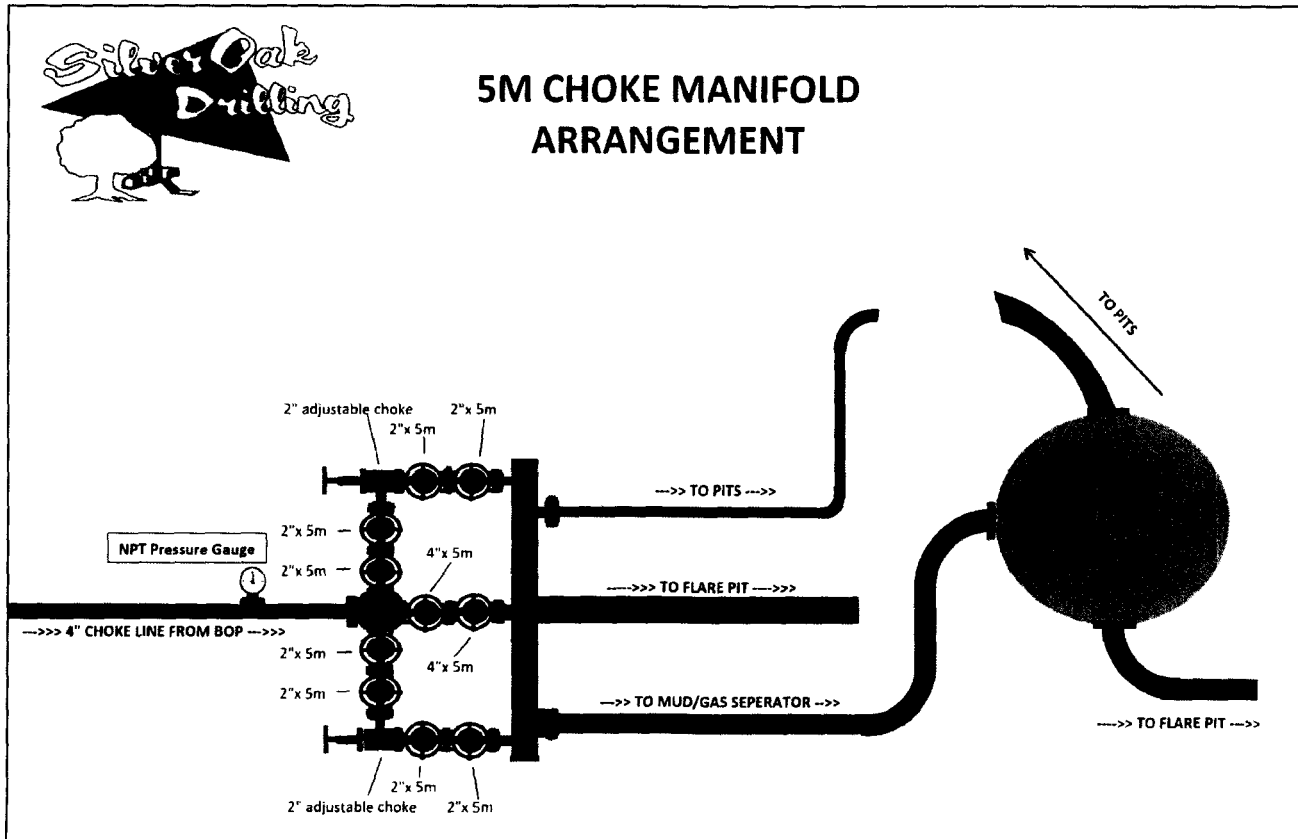 Silver Oak
Drilling
5M CHOKE MANIFOLD
ARRANGEMENT
TO PITS
2" adjustable choke
2"x 5m
2"x 5m
--->> TO PITS --->>
2"x 5m
NPT Pressure Gauge
2"x 5m
4"x 5m
----->>> TO FLARE PIT ---->>>
--->>> 4" CHOKE LINE FROM BOP --->>>
2"x 5m
4"x 5m
2"x 5m
--->> TO MUD/GAS SEPERATOR -->>
---->> TO FLARE PIT --->>
2"x 5m
2" adjustable choke
2"x 5m